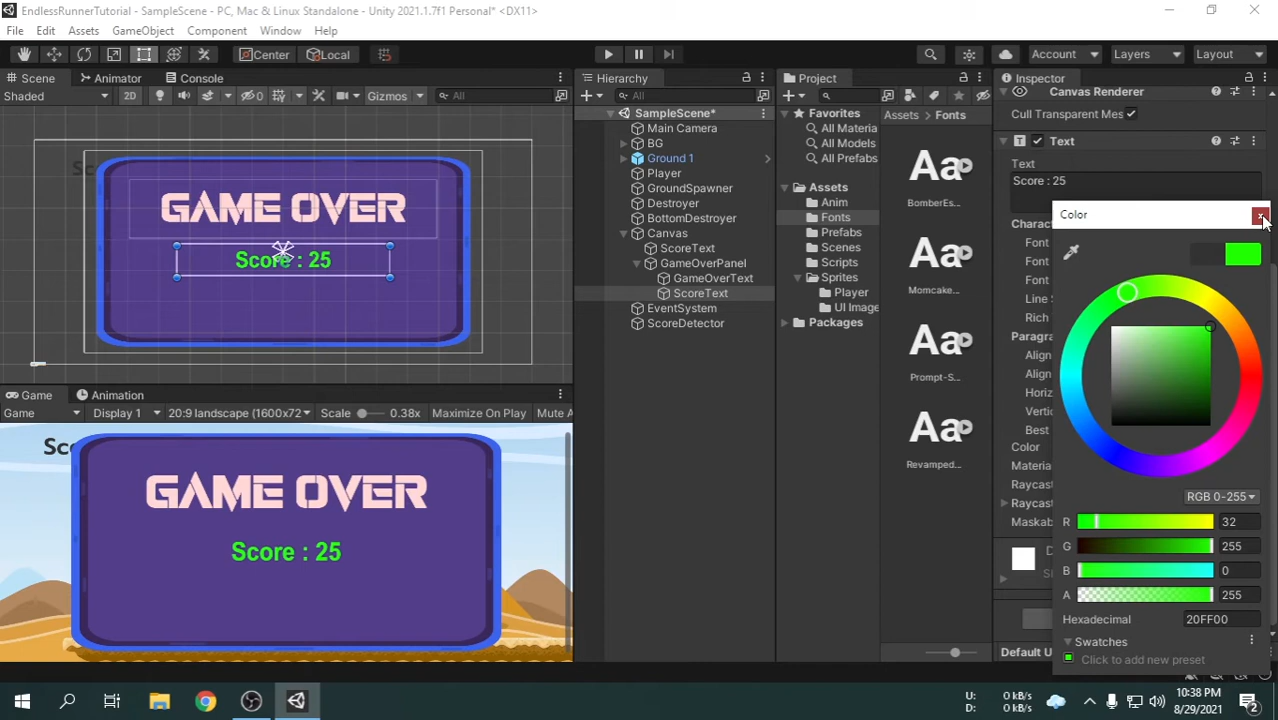 EndlessRunnerTutorial - SampleScene - PC, Mac & Linux Standalone - Unity 2021.1.7f1 Personal* <DX11>
File Edit Assets GameObject Component Window Help
Center Local Account Layers Layout
Scene Animator Console
Shaded 2D 0 Gizmos All
GAME OVER
Score : 25
Game Animation
Game Display 1 20:9 landscape (1600x72 Scale 0.38x Maximize On Play Mute A
Sco
GAME OVER
Score : 25
Hierarchy
All
SampleScene*
Main Camera
BG
Ground 1
Player
GroundSpawner
Destroyer
BottomDestroyer
Canvas
ScoreText
GameOverPanel
GameOverText
ScoreText
EventSystem
ScoreDetector
Project
Favorites
All Materia
All Models
All Prefabs
Assets
Anim
Fonts
Prefabs
Scenes
Scripts
Sprites
Player
UI Image
Packages
Assets > Fonts
Aa
BomberEs...
Aa
Momcake...
Aa
Prompt-S...
Aa
Revamped...
Inspector
Canvas Renderer
Cull Transparent Mes
Text
Text
Score : 25
Charac
Font
Font
Font
Line S
Rich
Paragra
Align
Align
Horiz
Vertic
Best
Color
Materia
Raycas
Raycas
Maskab
Default U
Color
RGB 0-255
R 32
G 255
B 0
A 255
Hexadecimal 20FF00
Swatches
Click to add new preset
U: 0 kB/s
D: 0 kB/s
10:38 PM
8/29/2021
2